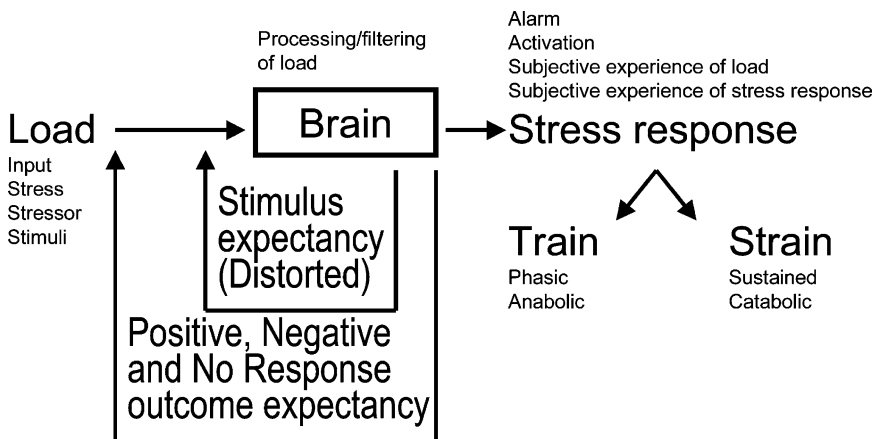 Processing/filtering
of load
Alarm
Activation
Subjective experience of load
Subjective experience of stress response
Load
Brain
Stress response
Input
Stress
Stressor
Stimuli
Stimulus
expectancy
(Distorted)
Train
Strain
Phasic
Anabolic
Sustained
Catabolic
Positive, Negative
and No Response
outcome expectancy